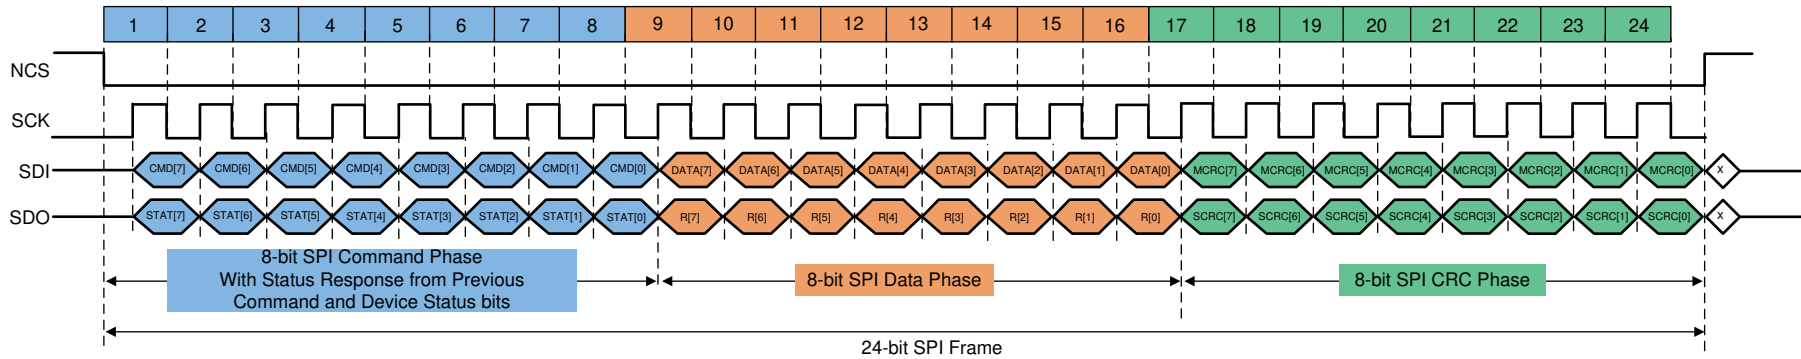 1 2 3 4 5 6 7 8 9 10 11 12 13 14 15 16 17 18 19 20 21 22 23 24
NCS
SCK
SDI CMD[7] CMD[6] CMD[5] CMD[4] CMD[3] CMD[2] CMD[1] CMD[0] DATA[7] DATA[6] DATA[5] DATA[4] DATA[3] DATA[2] DATA[1] DATA[0] MCRC[7] MCRC[6] MCRC[5] MCRC[4] MCRC[3] MCRC[2] MCRC[1] MCRC[0] x
SDO STAT[7] STAT[6] STAT[5] STAT[4] STAT[3] STAT[2] STAT[1] STAT[0] R[7] R[6] R[5] R[4] R[3] R[2] R[1] R[0] SCRC[7] SCRC[6] SCRC[5] SCRC[4] SCRC[3] SCRC[2] SCRC[1] SCRC[0] x
8-bit SPI Command Phase
With Status Response from Previous
Command and Device Status bits
8-bit SPI Data Phase
8-bit SPI CRC Phase
24-bit SPI Frame